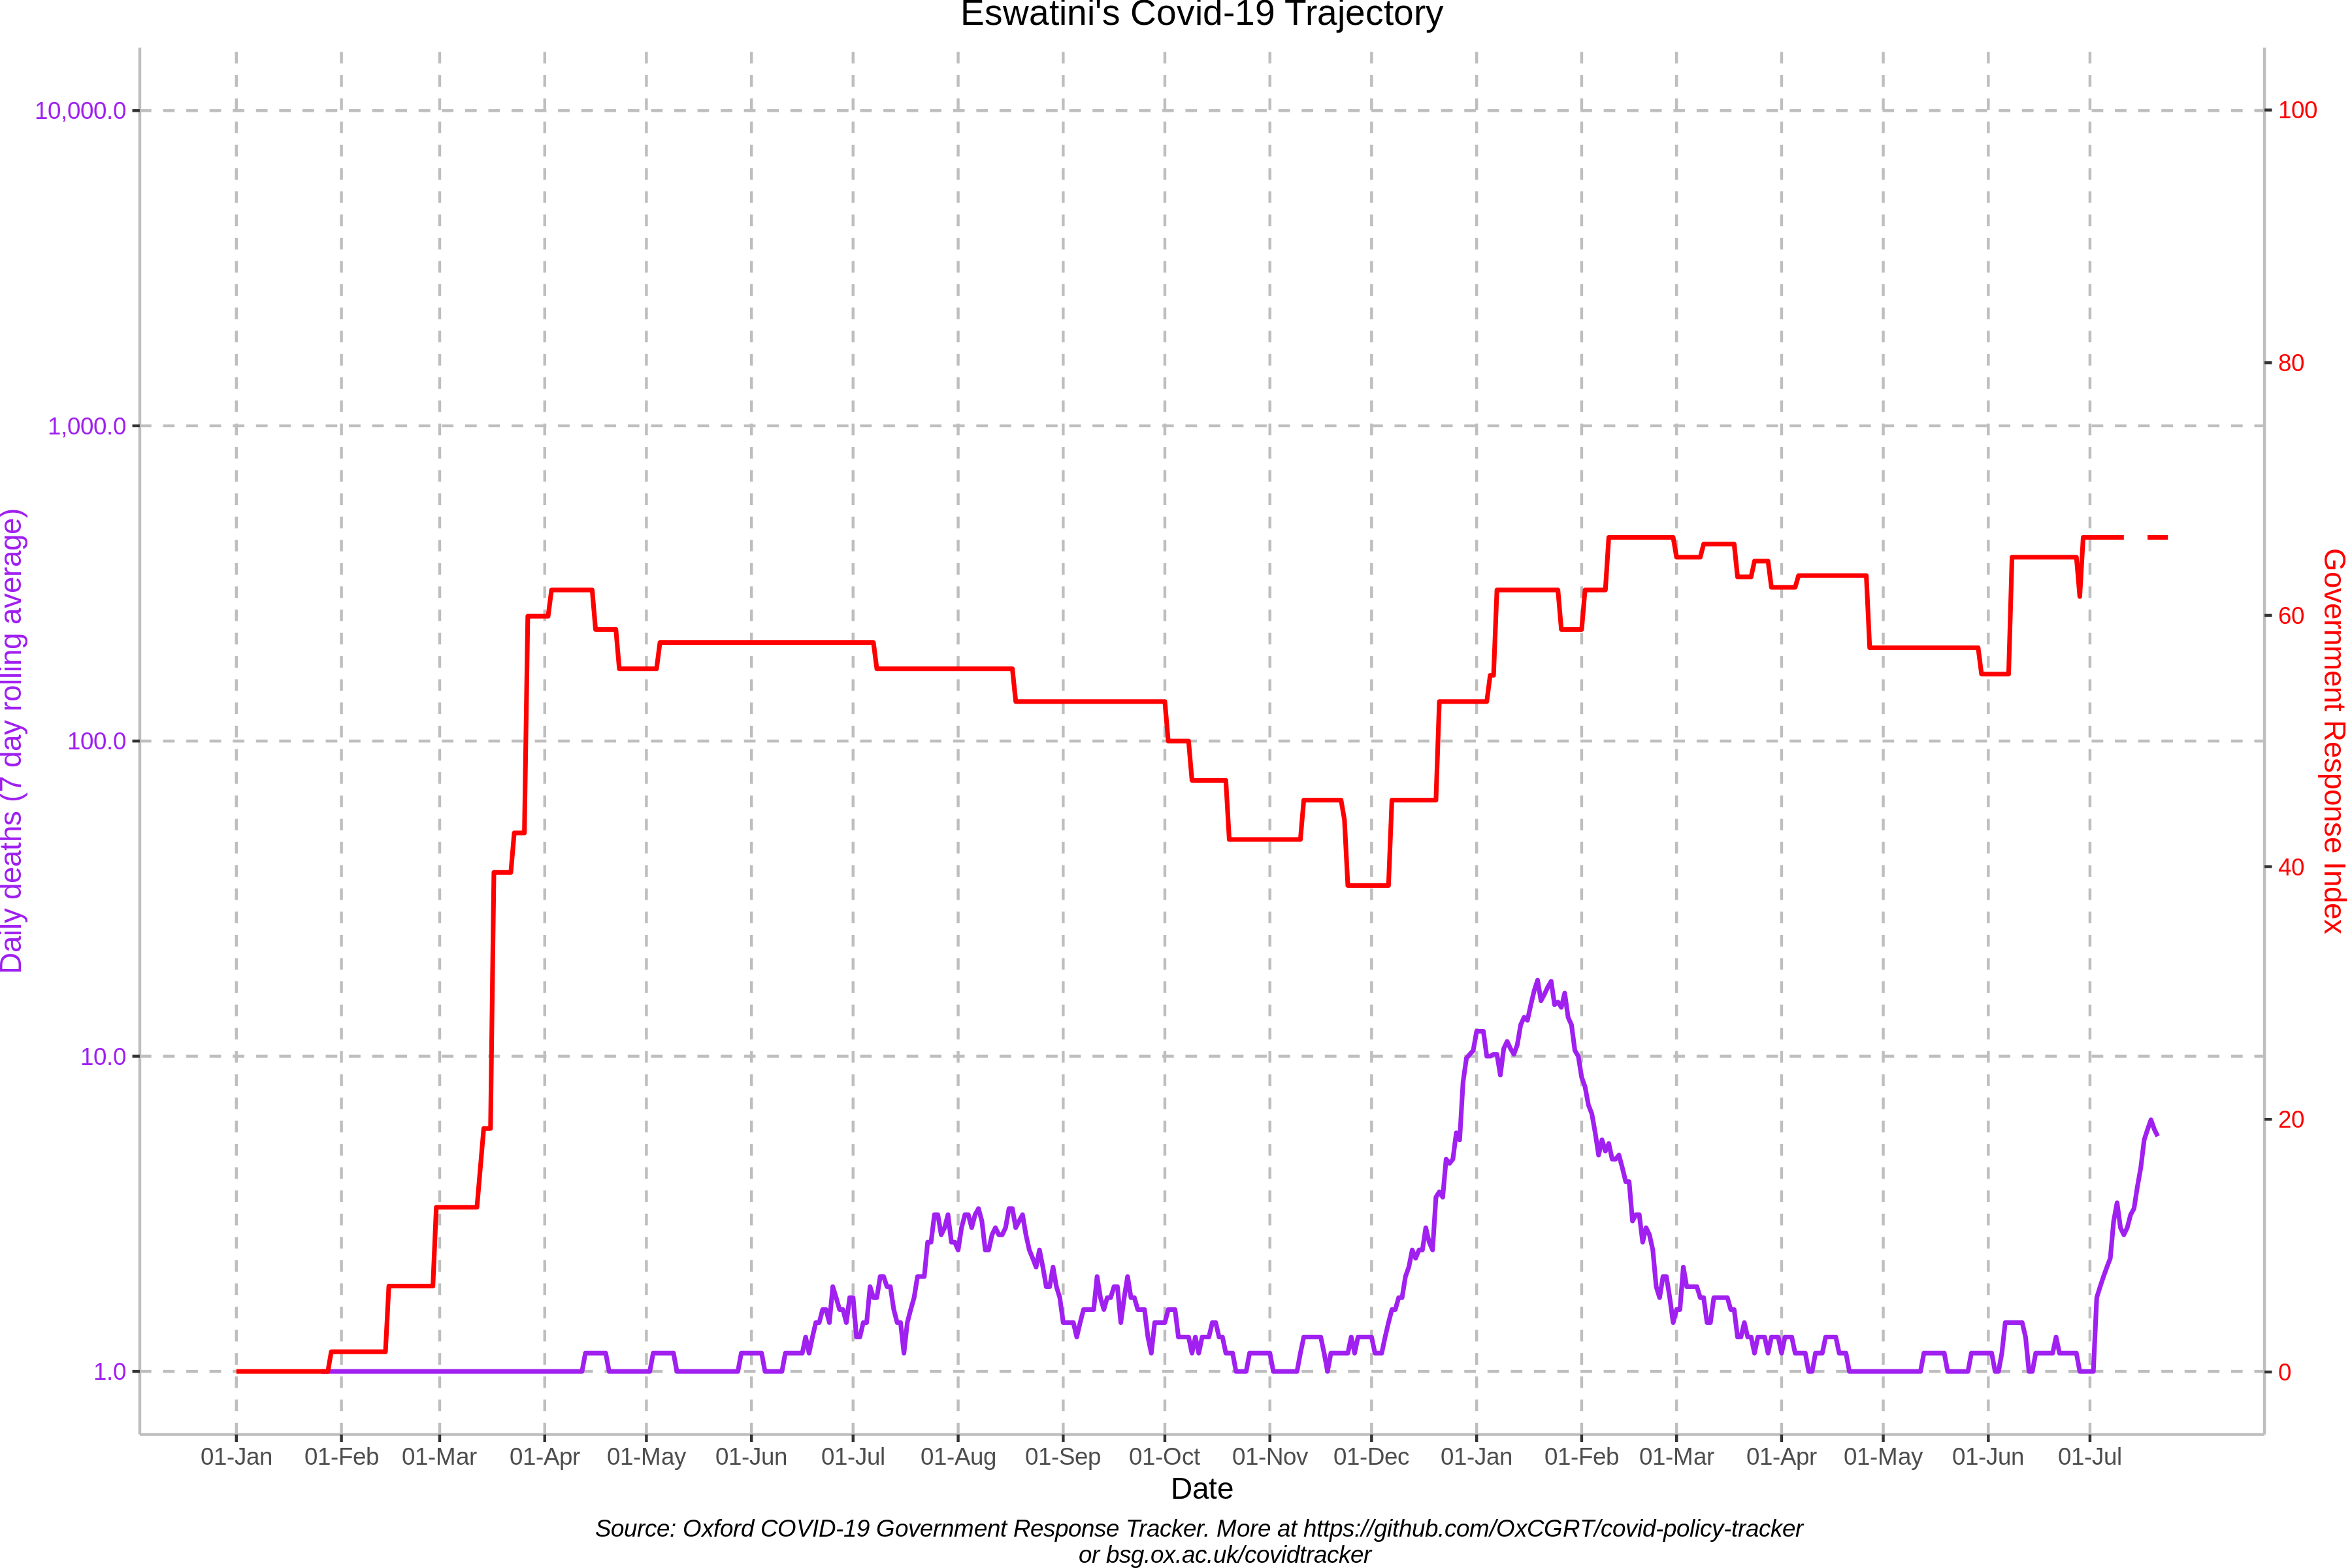 Eswatini's Covid-19 Trajectory
Daily deaths (7 day rolling average)
10,000.0
1,000.0
100.0
10.0
1.0
100
80
60
40
20
0
Government Response Index
01-Jan 01-Feb 01-Mar 01-Apr 01-May 01-Jun 01-Jul 01-Aug 01-Sep 01-Oct 01-Nov 01-Dec 01-Jan 01-Feb 01-Mar 01-Apr 01-May 01-Jun 01-Jul
Date
Source: Oxford COVID-19 Government Response Tracker. More at https://github.com/OxCGRT/covid-policy-tracker
or bsg.ox.ac.uk/covidtracker